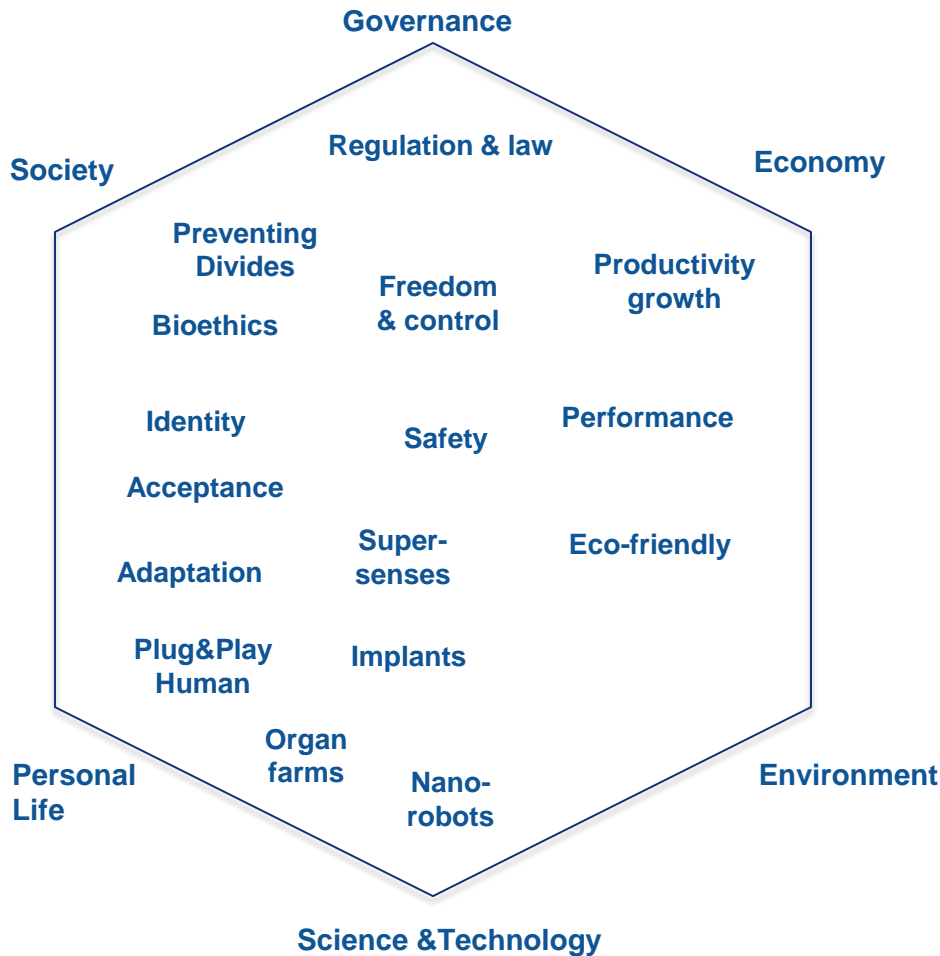 Governance
Regulation & law
Society
Economy
Preventing
Divides
Productivity
growth
Freedom
& control
Bioethics
Identity
Performance
Safety
Acceptance
Super-
senses
Eco-friendly
Adaptation
Plug&Play
Human
Implants
Organ
farms
Personal
Life
Nano-
robots
Environment
Science &Technology